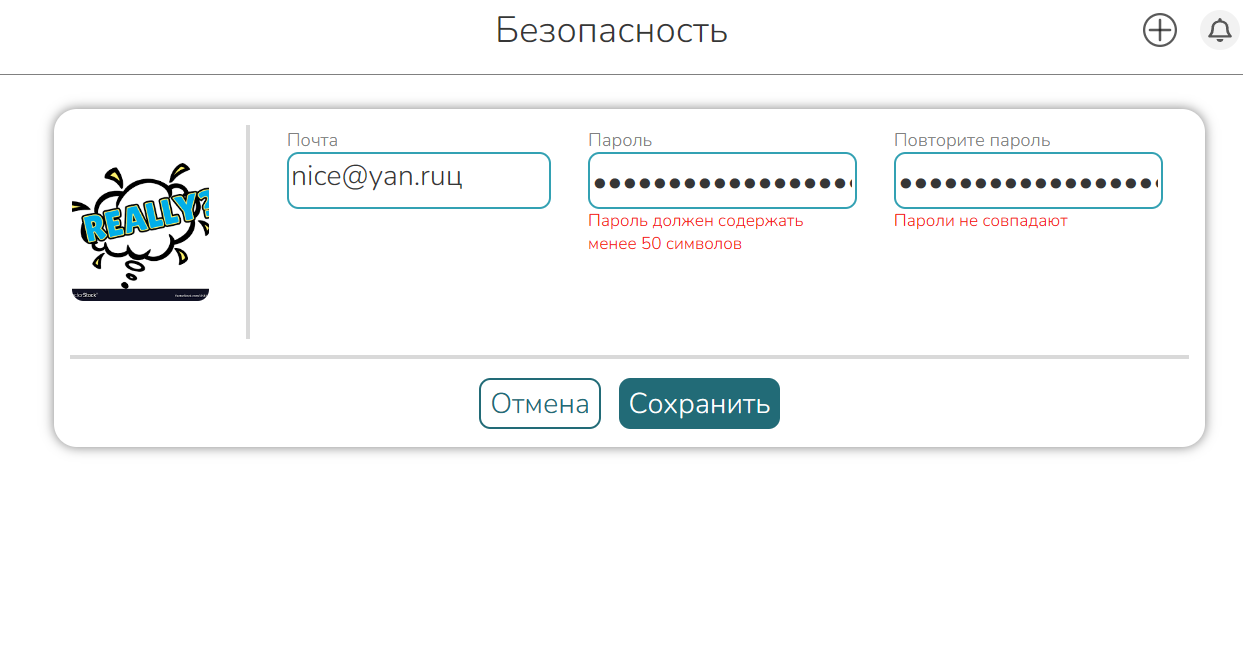 Безопасность
Почта
Пароль
Повторите пароль
nice@yan.ruц
Пароль должен содержать
менее 50 символов
Пароли не совпадают
REALLY?
Отмена
Сохранить